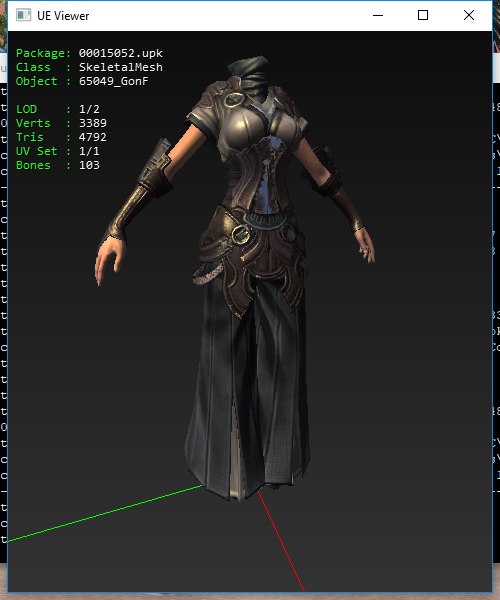 UE Viewer
Package: 00015052.upk
Class : SkeletalMesh
Object : 65049_GonF
LOD : 1/2
Verts : 3389
Tris : 4792
UV Set : 1/1
Bones : 103